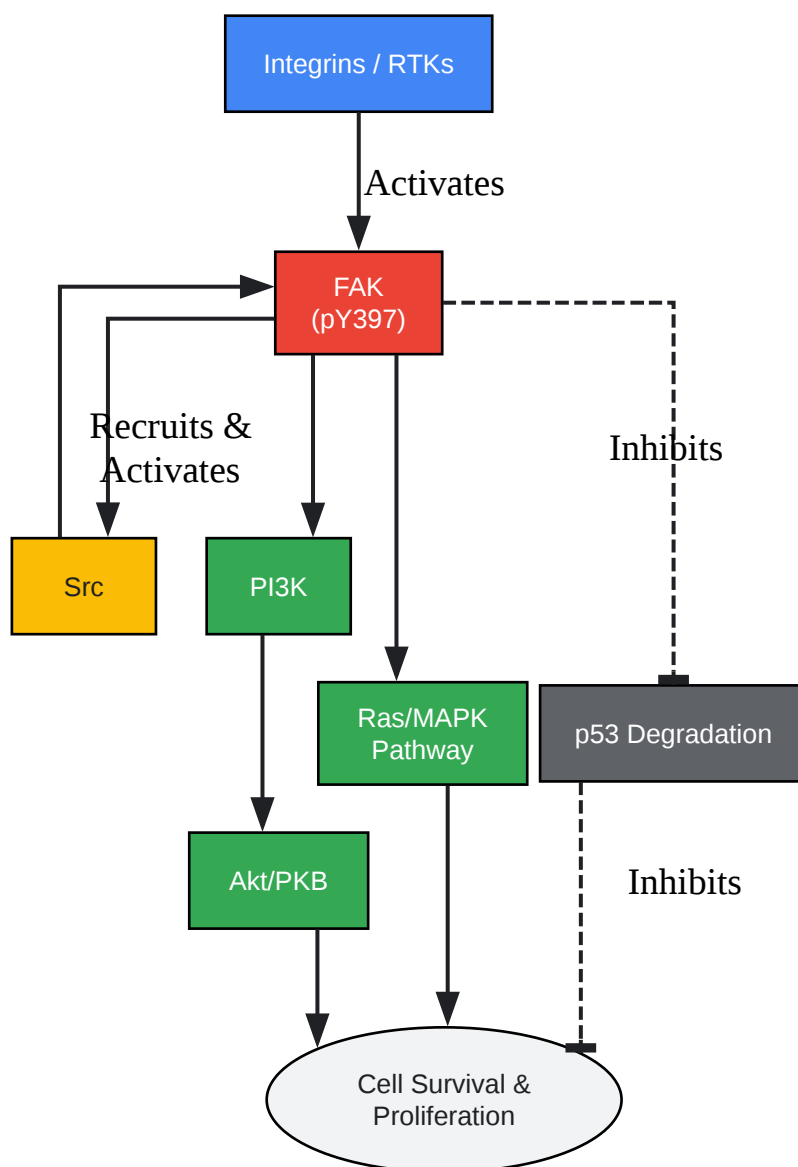 Integrins / RTKs
Activates
FAK
(pY397)
Recruits &
Activates
Inhibits
Src
PI3K
Ras/MAPK
Pathway
p53 Degradation
Akt/PKB
Inhibits
Cell Survival &
Proliferation